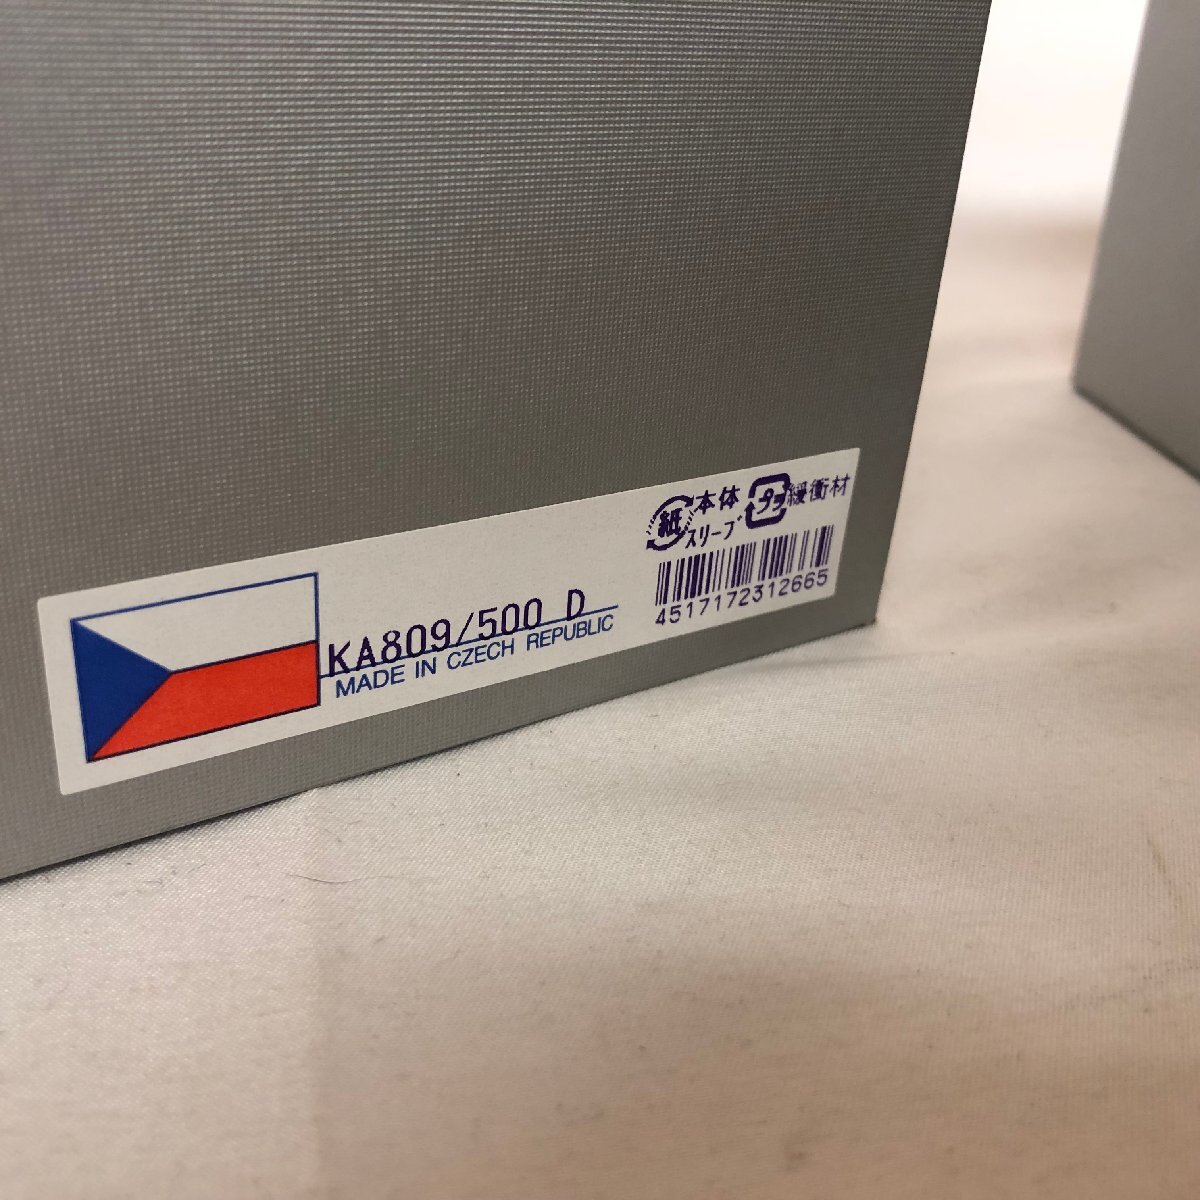 KA809/500 D
MADE IN CZECH REPUBLIC
紙 本体 プラ 緩衝材
スリーブ
4517172312665